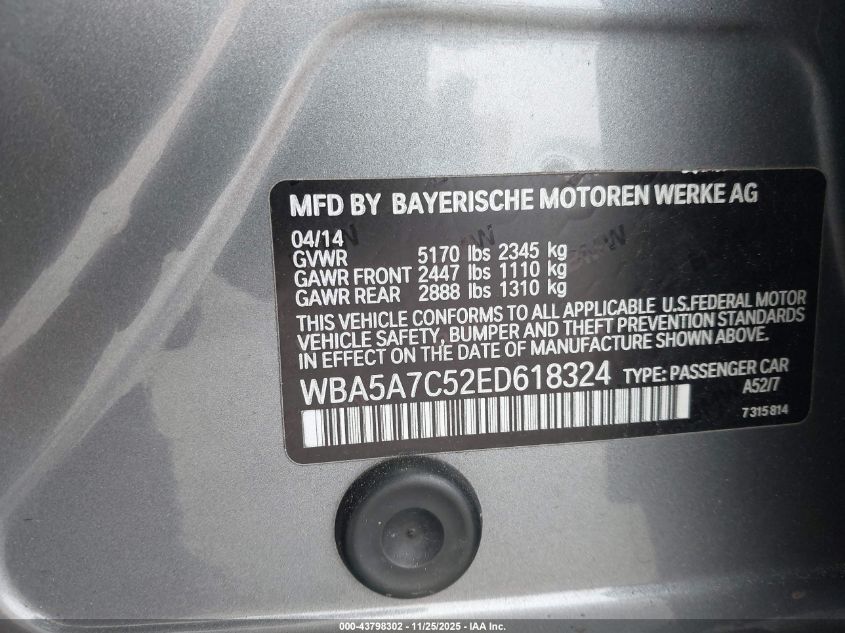 MFD BY BAYERISCHE MOTOREN WERKE AG
04/14
GVWR 5170 lbs 2345 kg
GAWR FRONT 2447 lbs 1110 kg
GAWR REAR 2888 lbs 1310 kg
THIS VEHICLE CONFORMS TO ALL APPLICABLE U.S.FEDERAL MOTOR
VEHICLE SAFETY, BUMPER AND THEFT PREVENTION STANDARDS
IN EFFECT ON THE DATE OF MANUFACTURE SHOWN ABOVE.
WBA5A7C52ED618324 TYPE: PASSENGER CAR
A52/7
7315814
000-43798302 - 11/25/2025 - IAA Inc.